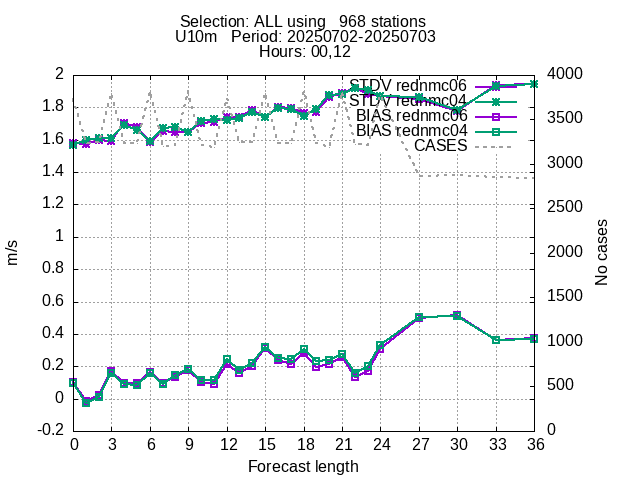 Selection: ALL using   968 stations
U10m   Period: 20250702-20250703
Hours: 00,12
STDV rednmc06
STDV rednmc04
BIAS rednmc06
BIAS rednmc04
CASES
2
1.8
1.6
1.4
1.2
1
0.8
0.6
0.4
0.2
0
-0.2
m/s
4000
3500
3000
2500
2000
1500
1000
500
0
No cases
0 3 6 9 12 15 18 21 24 27 30 33 36
Forecast length